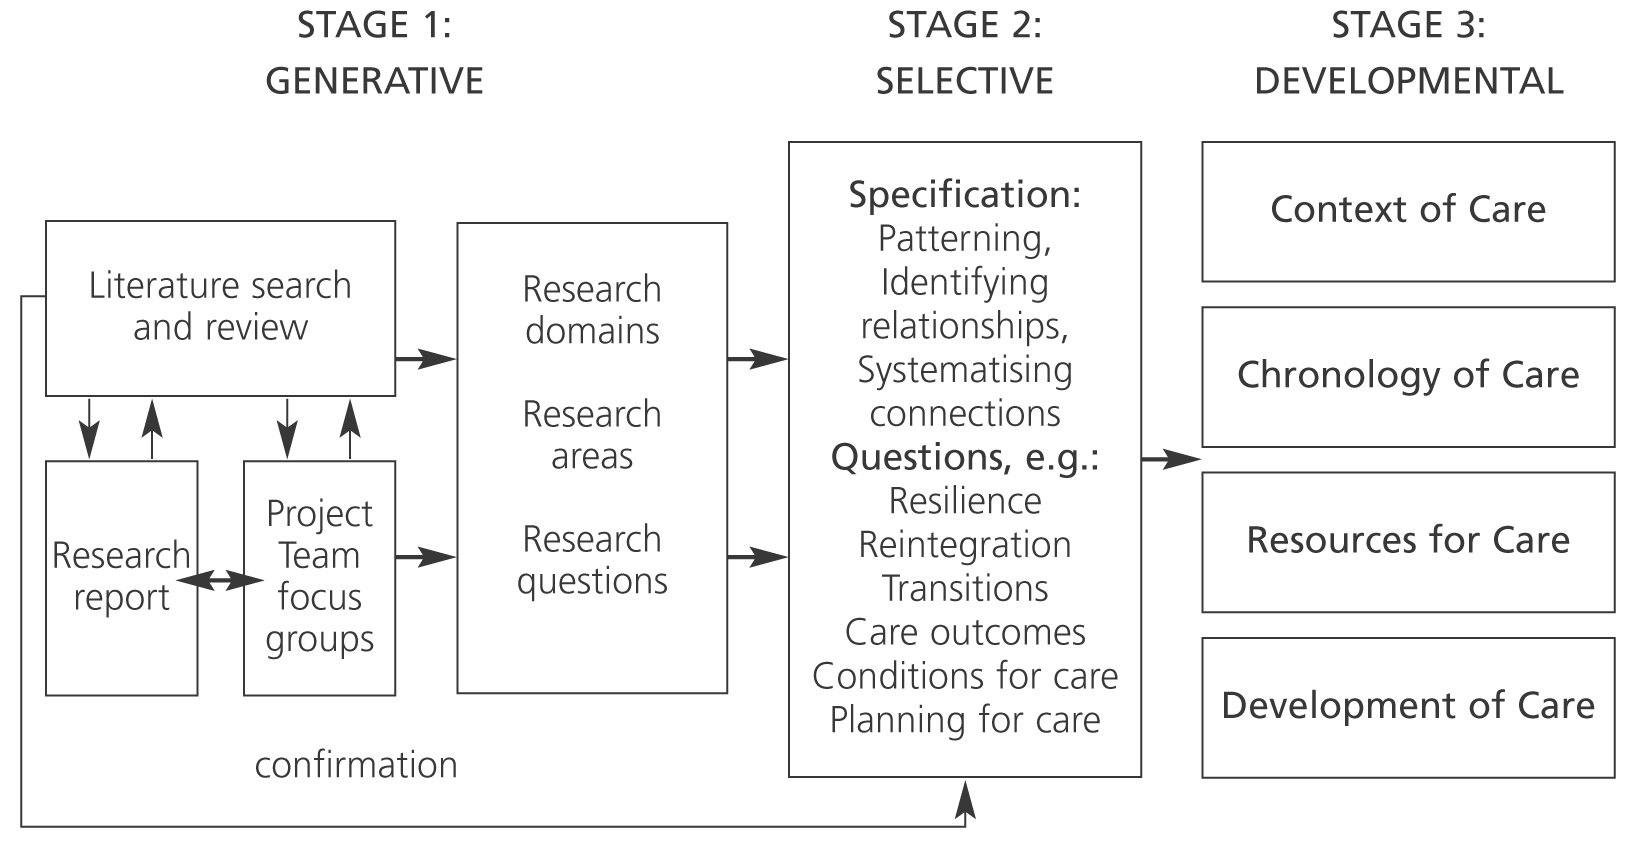 STAGE 1:
GENERATIVE
STAGE 2:
SELECTIVE
STAGE 3:
DEVELOPMENTAL
Literature search
and review
Research
report
Project
Team
focus
groups
Research
domains
Research
areas
Research
questions
confirmation
Specification:
Patterning,
Identifying
relationships,
Systematising
connections
Questions, e.g.:
Resilience
Reintegration
Transitions
Care outcomes
Conditions for care
Planning for care
Context of Care
Chronology of Care
Resources for Care
Development of Care